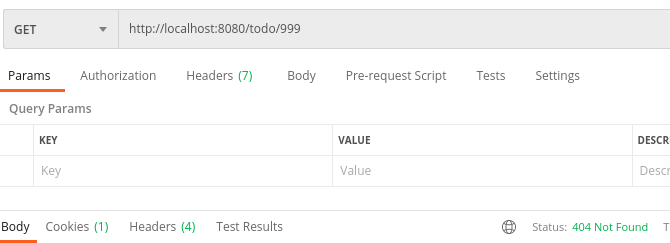 GET http://localhost:8080/todo/999
Params Authorization Headers (7) Body Pre-request Script Tests Settings
Query Params
KEY VALUE DESCR
Key Value Descr
Body Cookies (1) Headers (4) Test Results Status: 404 Not Found T